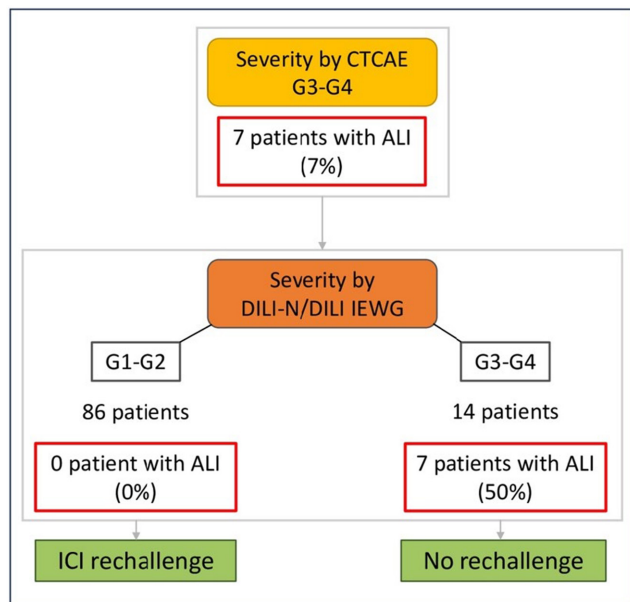 Severity by CTCAE
G3-G4
7 patients with ALI
(7%)
Severity by
DILI-N/DILI IEWG
G1-G2
G3-G4
86 patients
14 patients
0 patient with ALI
(0%)
7 patients with ALI
(50%)
ICI rechallenge
No rechallenge